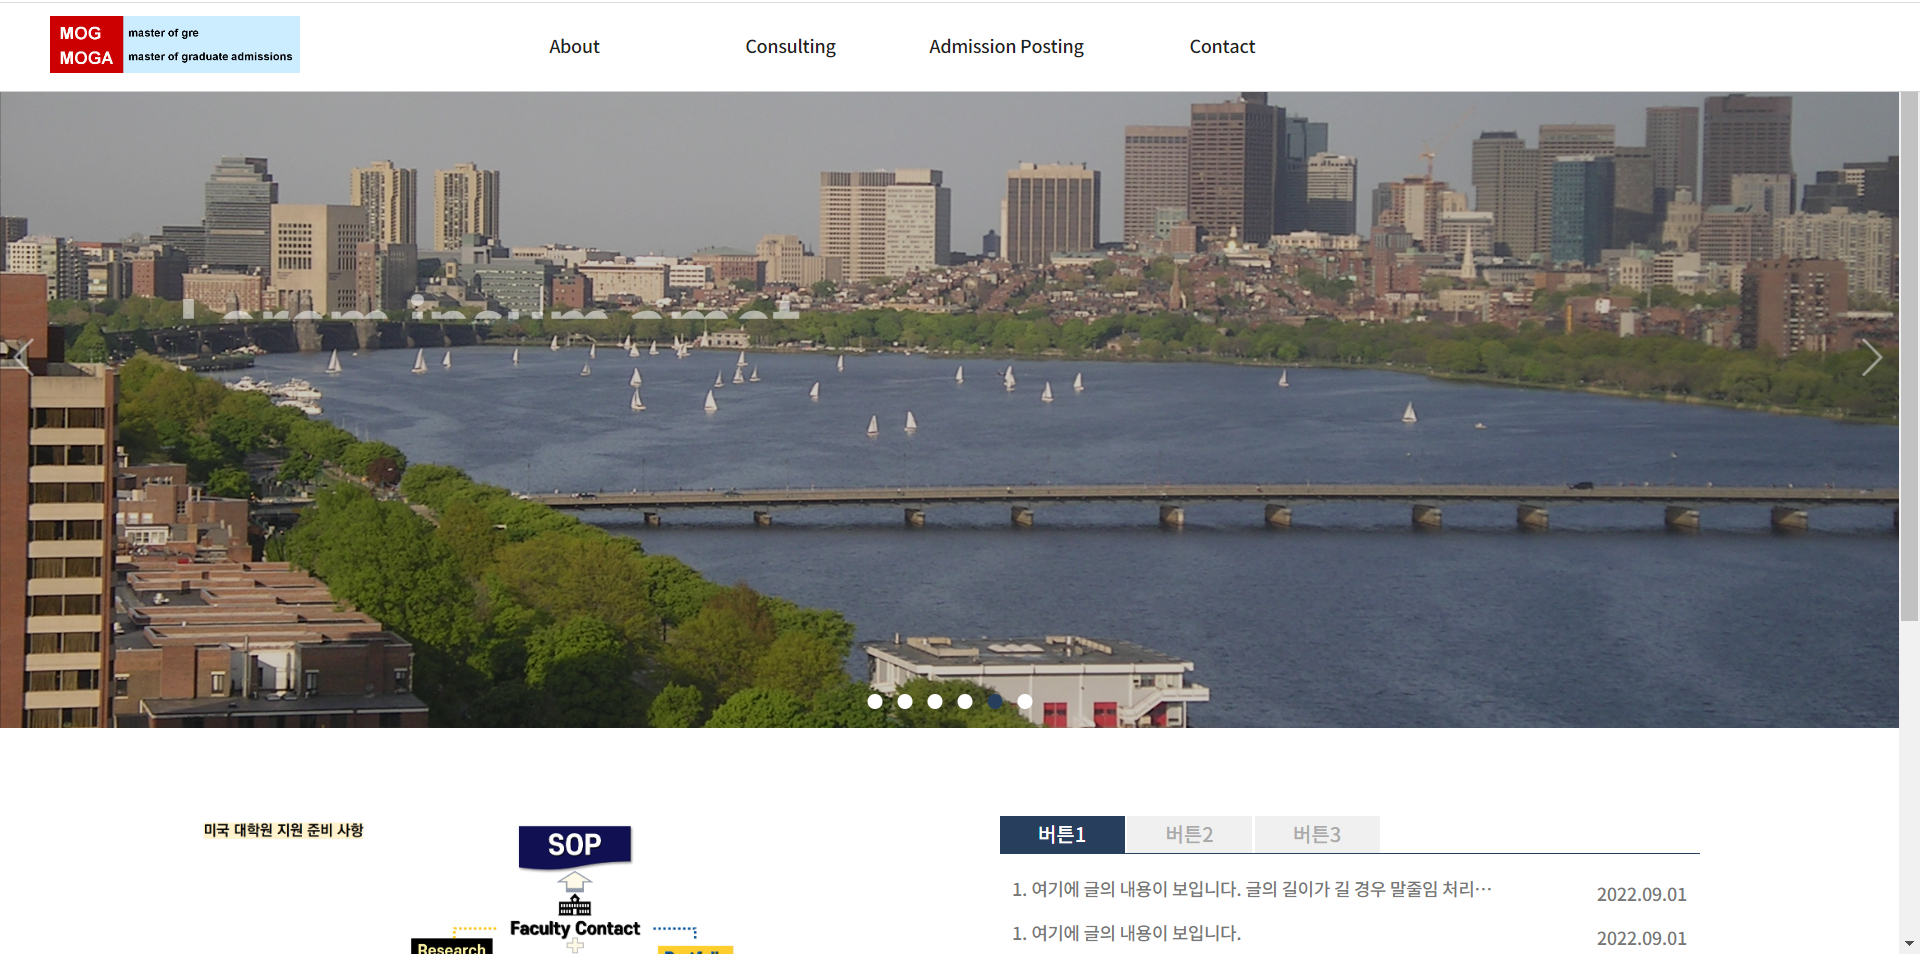 MOG master of gre
MOGA master of graduate admissions
About Consulting Admission Posting Contact
Lorem ipsum amet
미국 대학원 지원 준비 사항
SOP
Faculty Contact
Research
버튼1 버튼2 버튼3
1. 여기에 글의 내용이 보입니다. 글의 길이가 길 경우 말줄임 처리… 2022.09.01
1. 여기에 글의 내용이 보입니다. 2022.09.01